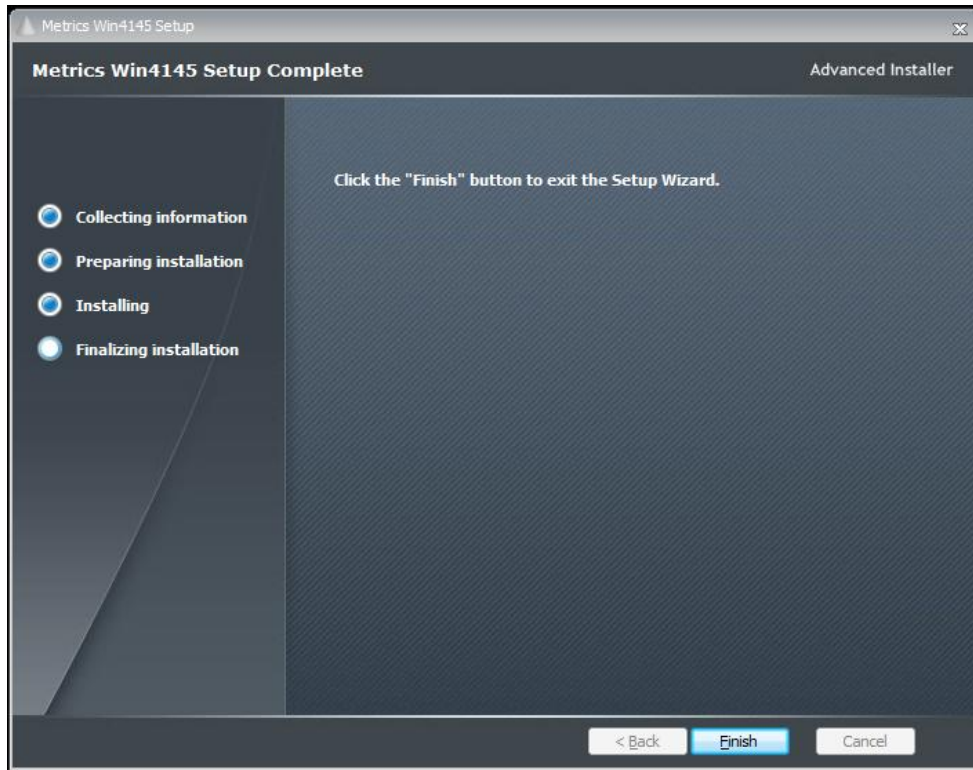 Metrics Win4145 Setup
Metrics Win4145 Setup Complete
Advanced Installer
Click the "Finish" button to exit the Setup Wizard.
Collecting information
Preparing installation
Installing
Finalizing installation
< Back
Finish
Cancel